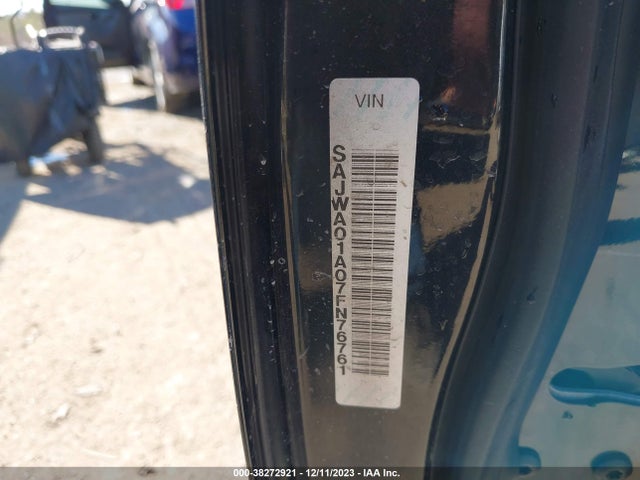 VIN
SAJWA01A07FN76761
000-38272921 - 12/11/2023 - IAA Inc.